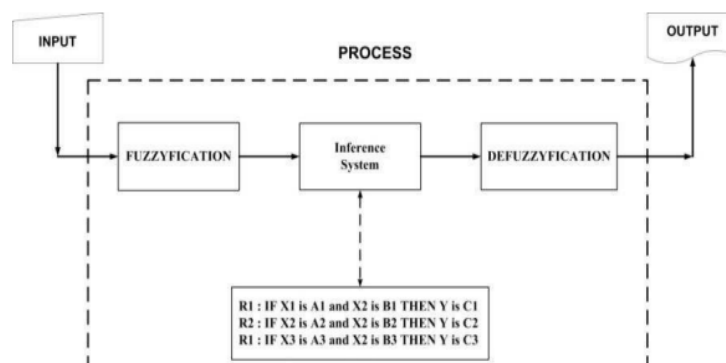 INPUT
OUTPUT
PROCESS
FUZZYFICATION
Inference
System
DEFUZZYFICATION
R1 : IF X1 is A1 and X2 is B1 THEN Y is C1
R2 : IF X2 is A2 and X2 is B2 THEN Y is C2
R1 : IF X3 is A3 and X2 is B3 THEN Y is C3